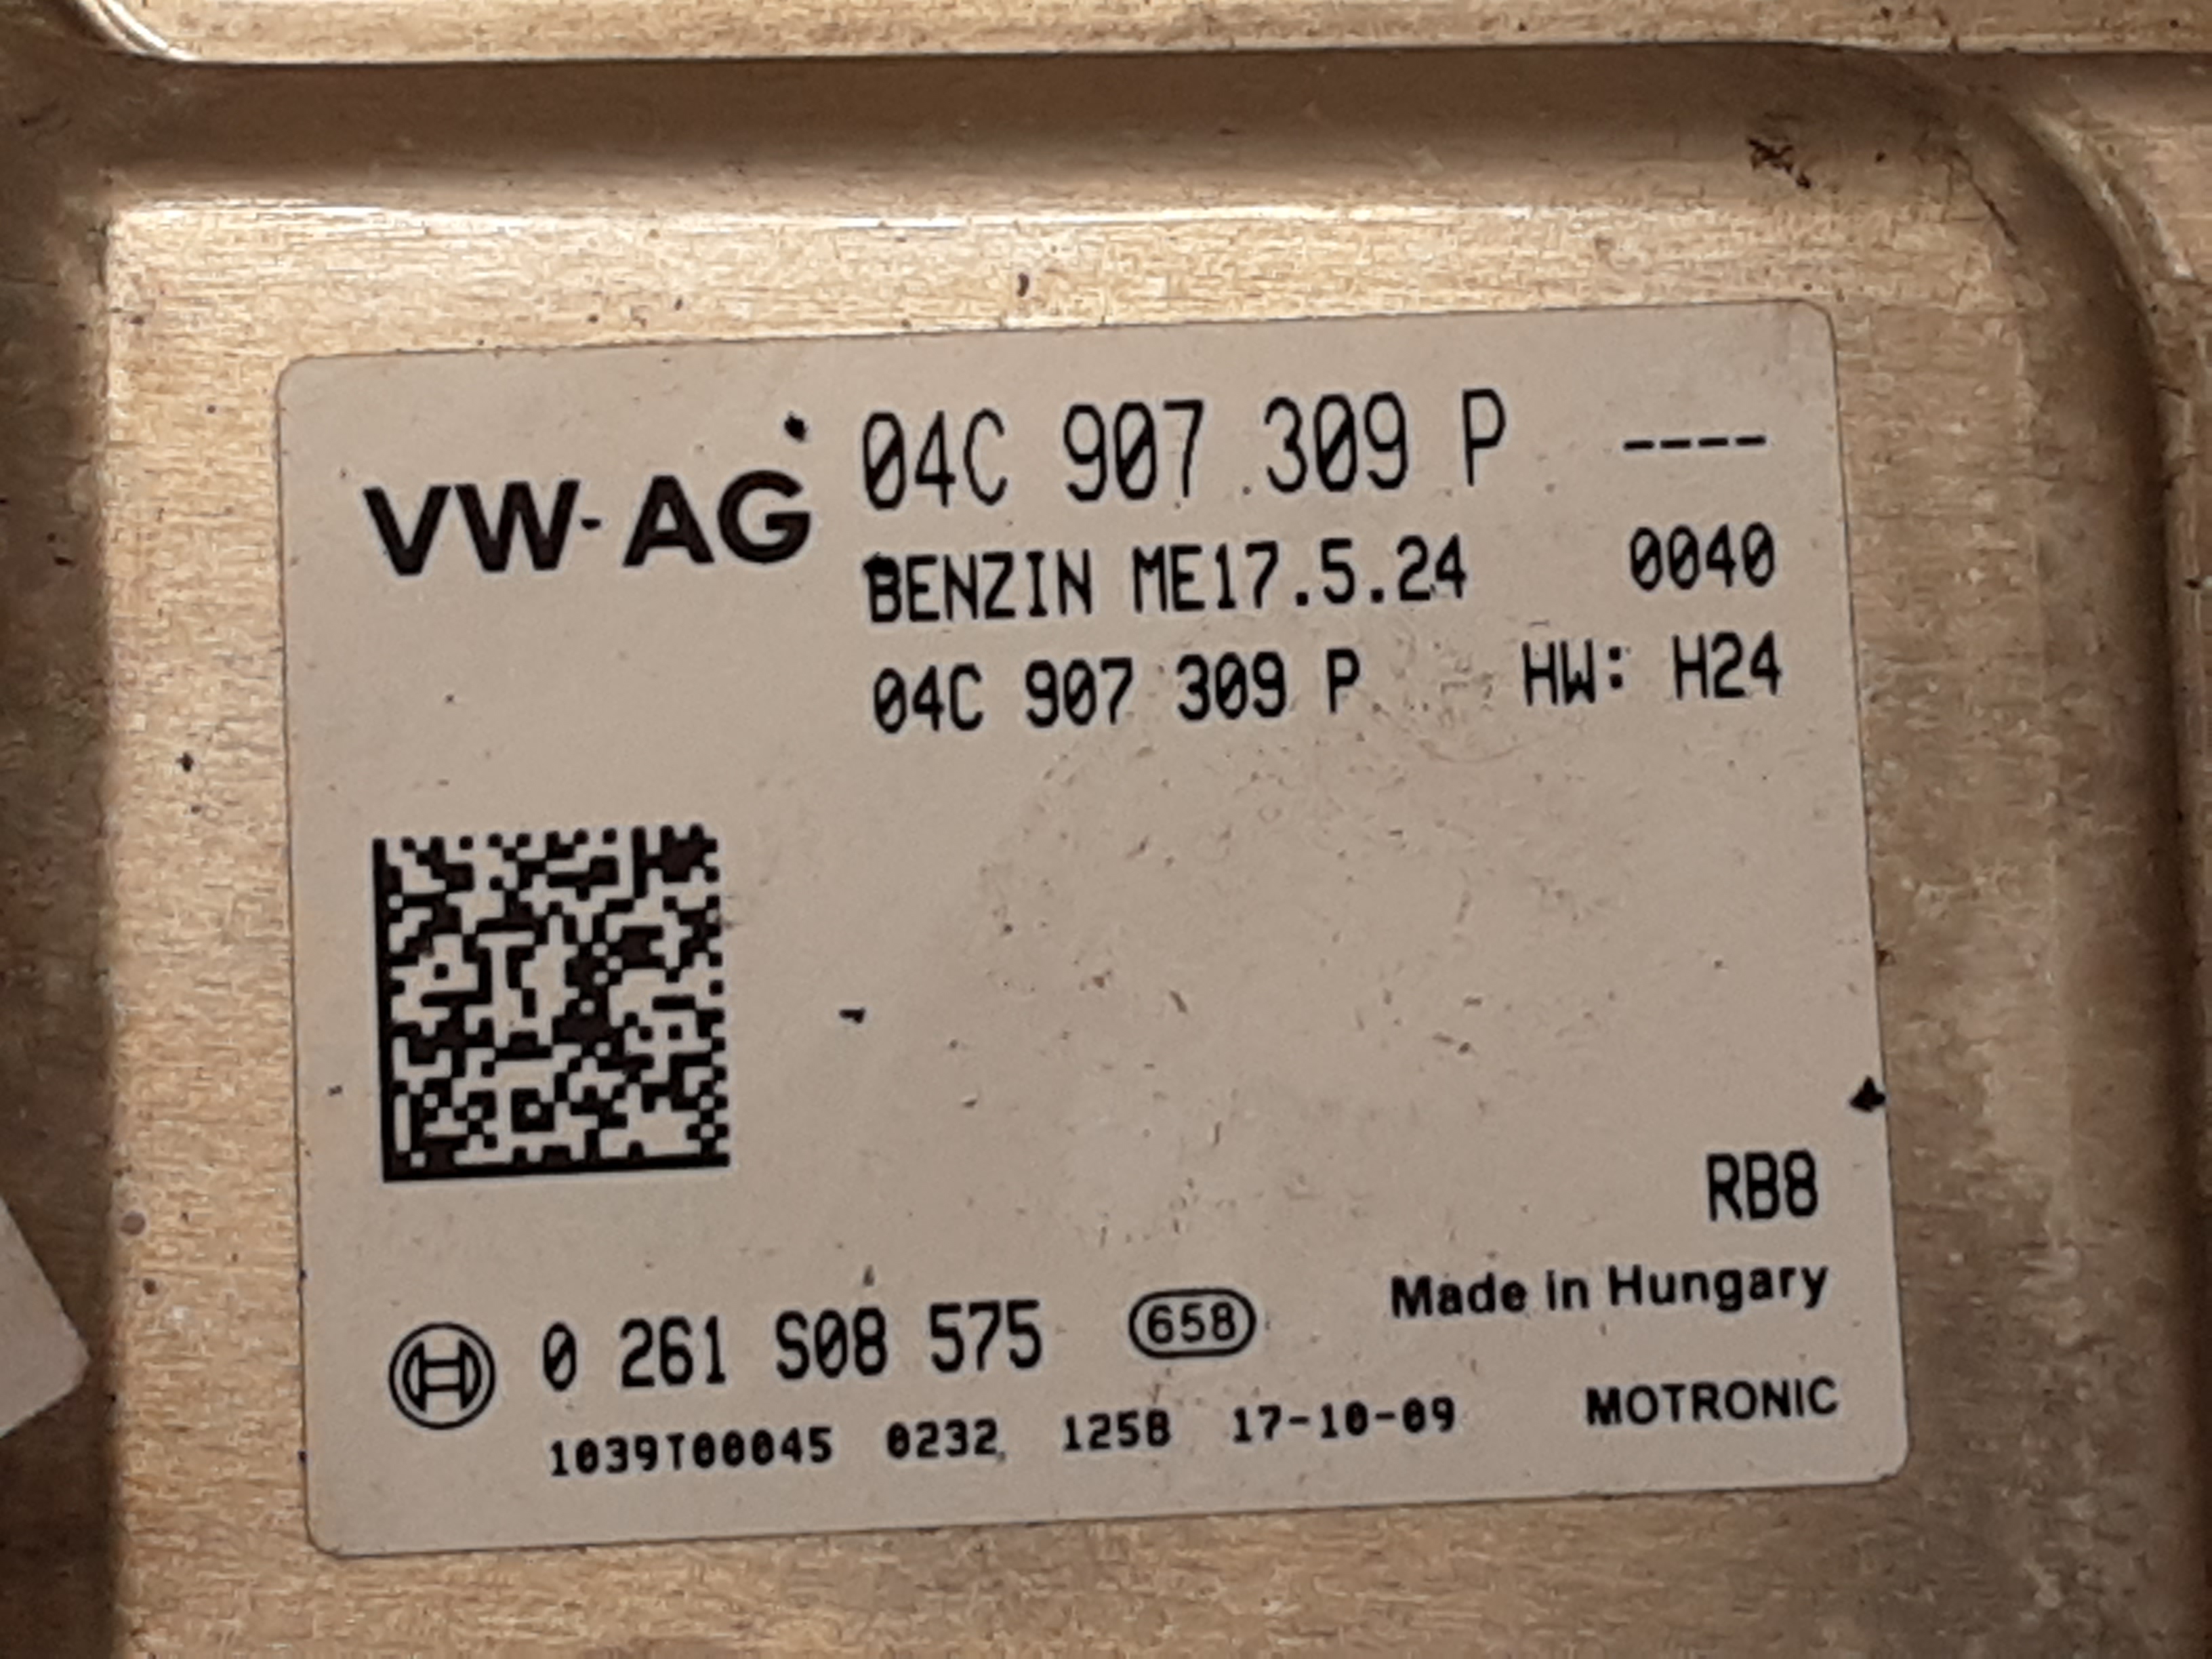 VW-AG
04C 907 309 P ----
BENZIN ME17.5.24 0040
04C 907 309 P HW: H24
RB8
Made in Hungary
0 261 S08 575 658
MOTRONIC
1039T00045 0232 1258 17-10-09